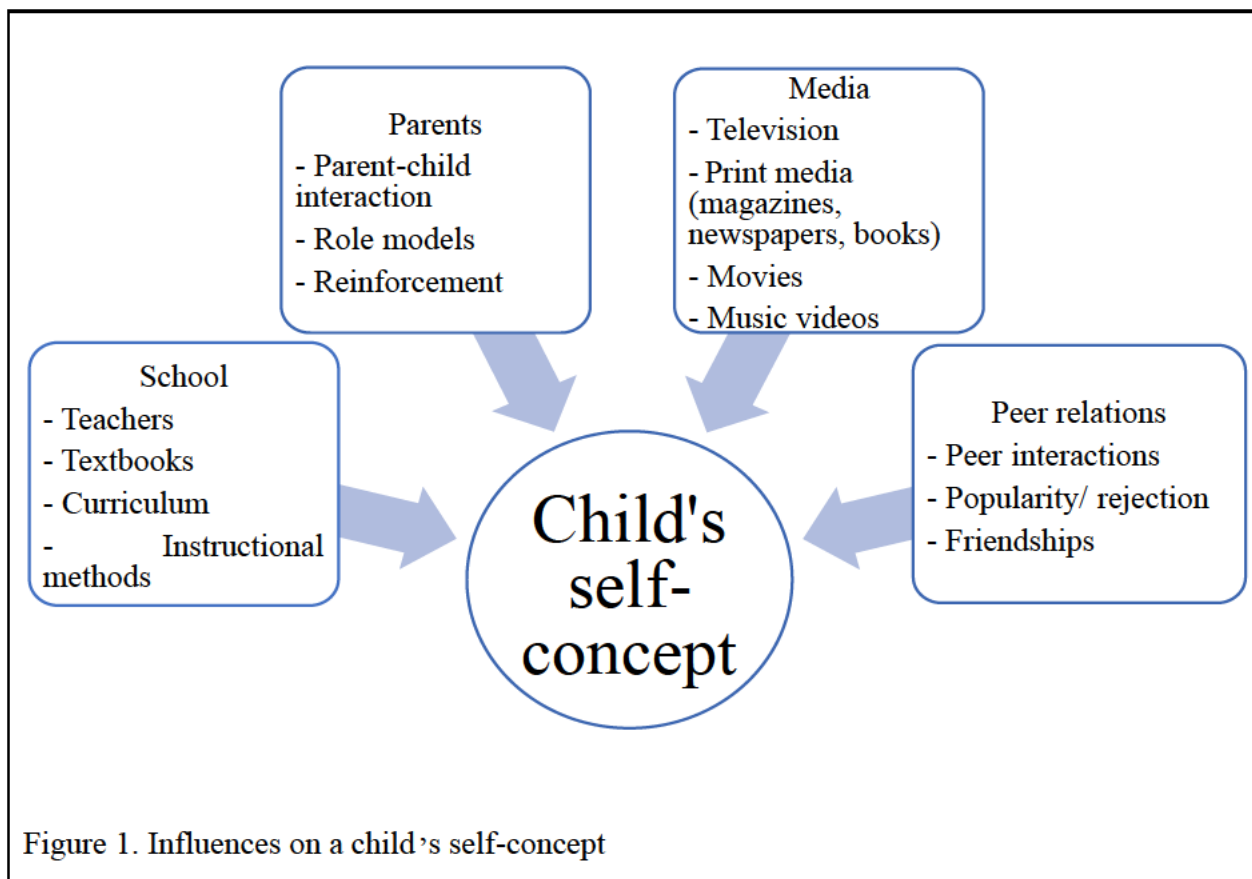 School
- Teachers
- Textbooks
- Curriculum
- Instructional
methods
Parents
- Parent-child
interaction
- Role models
- Reinforcement
Media
- Television
- Print media
(magazines,
newspapers, books)
- Movies
- Music videos
Peer relations
- Peer interactions
- Popularity/ rejection
- Friendships
Child's
self-
concept
Figure 1. Influences on a child’s self-concept